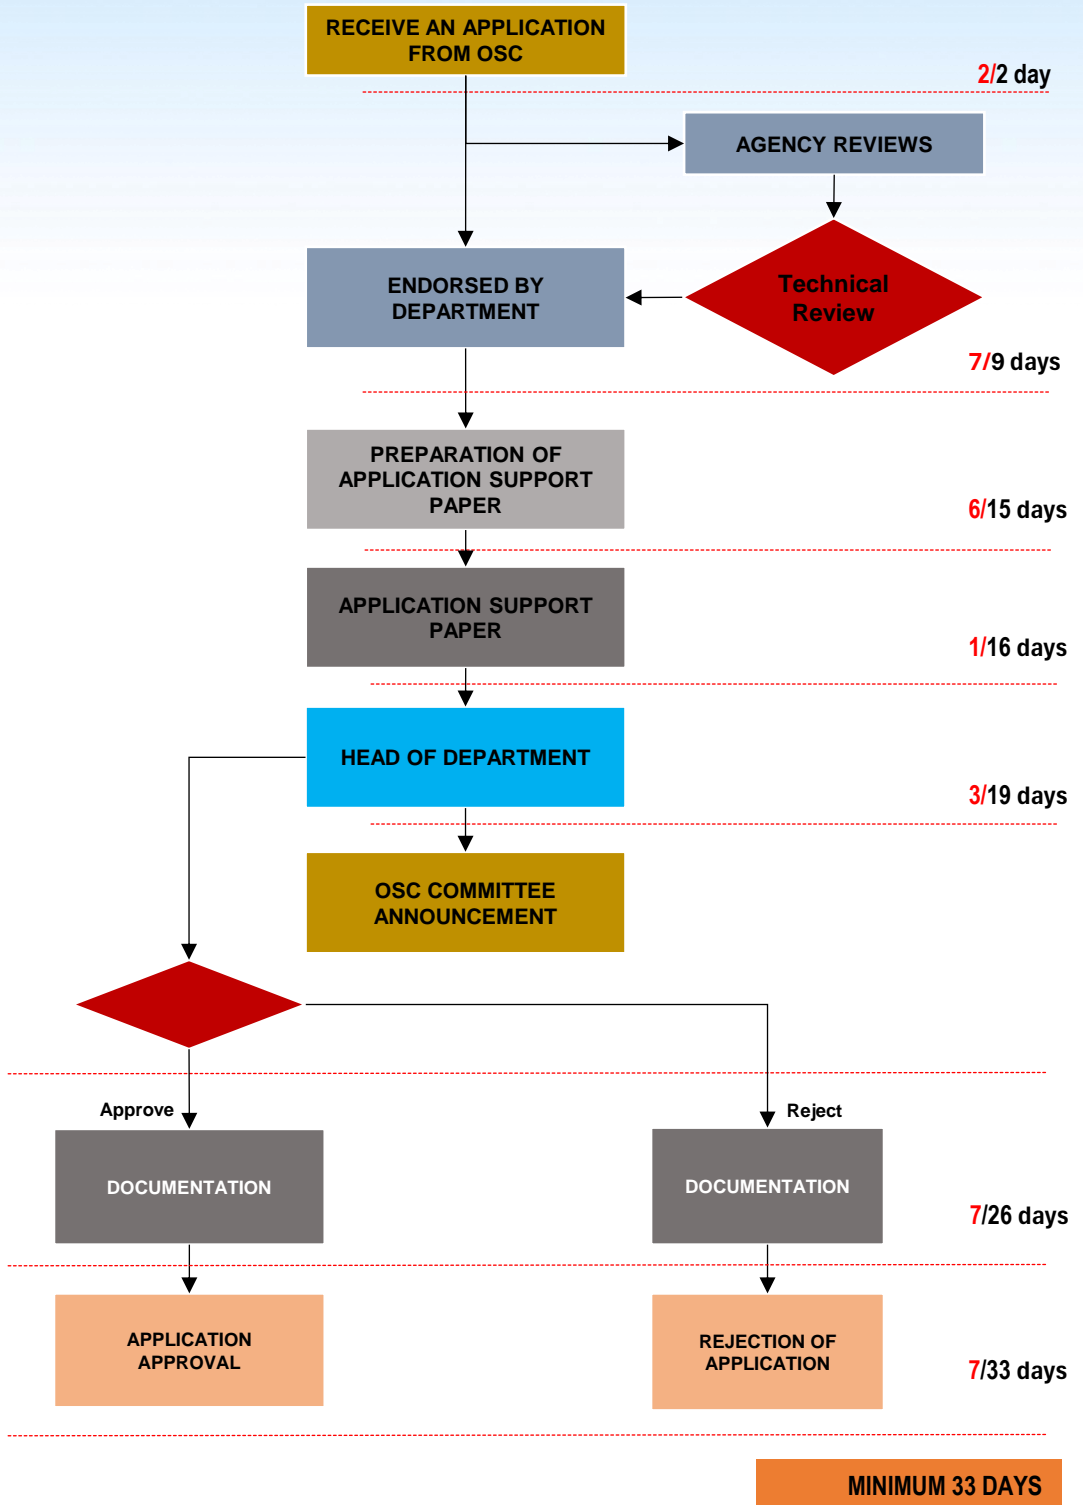 RECEIVE AN APPLICATION
FROM OSC
2/2 day
AGENCY REVIEWS
ENDORSED BY
DEPARTMENT
Technical
Review
7/9 days
PREPARATION OF
APPLICATION SUPPORT
PAPER
6/15 days
APPLICATION SUPPORT
PAPER
1/16 days
HEAD OF DEPARTMENT
3/19 days
OSC COMMITTEE
ANNOUNCEMENT
Approve
Reject
DOCUMENTATION
DOCUMENTATION
7/26 days
APPLICATION
APPROVAL
REJECTION OF
APPLICATION
7/33 days
MINIMUM 33 DAYS